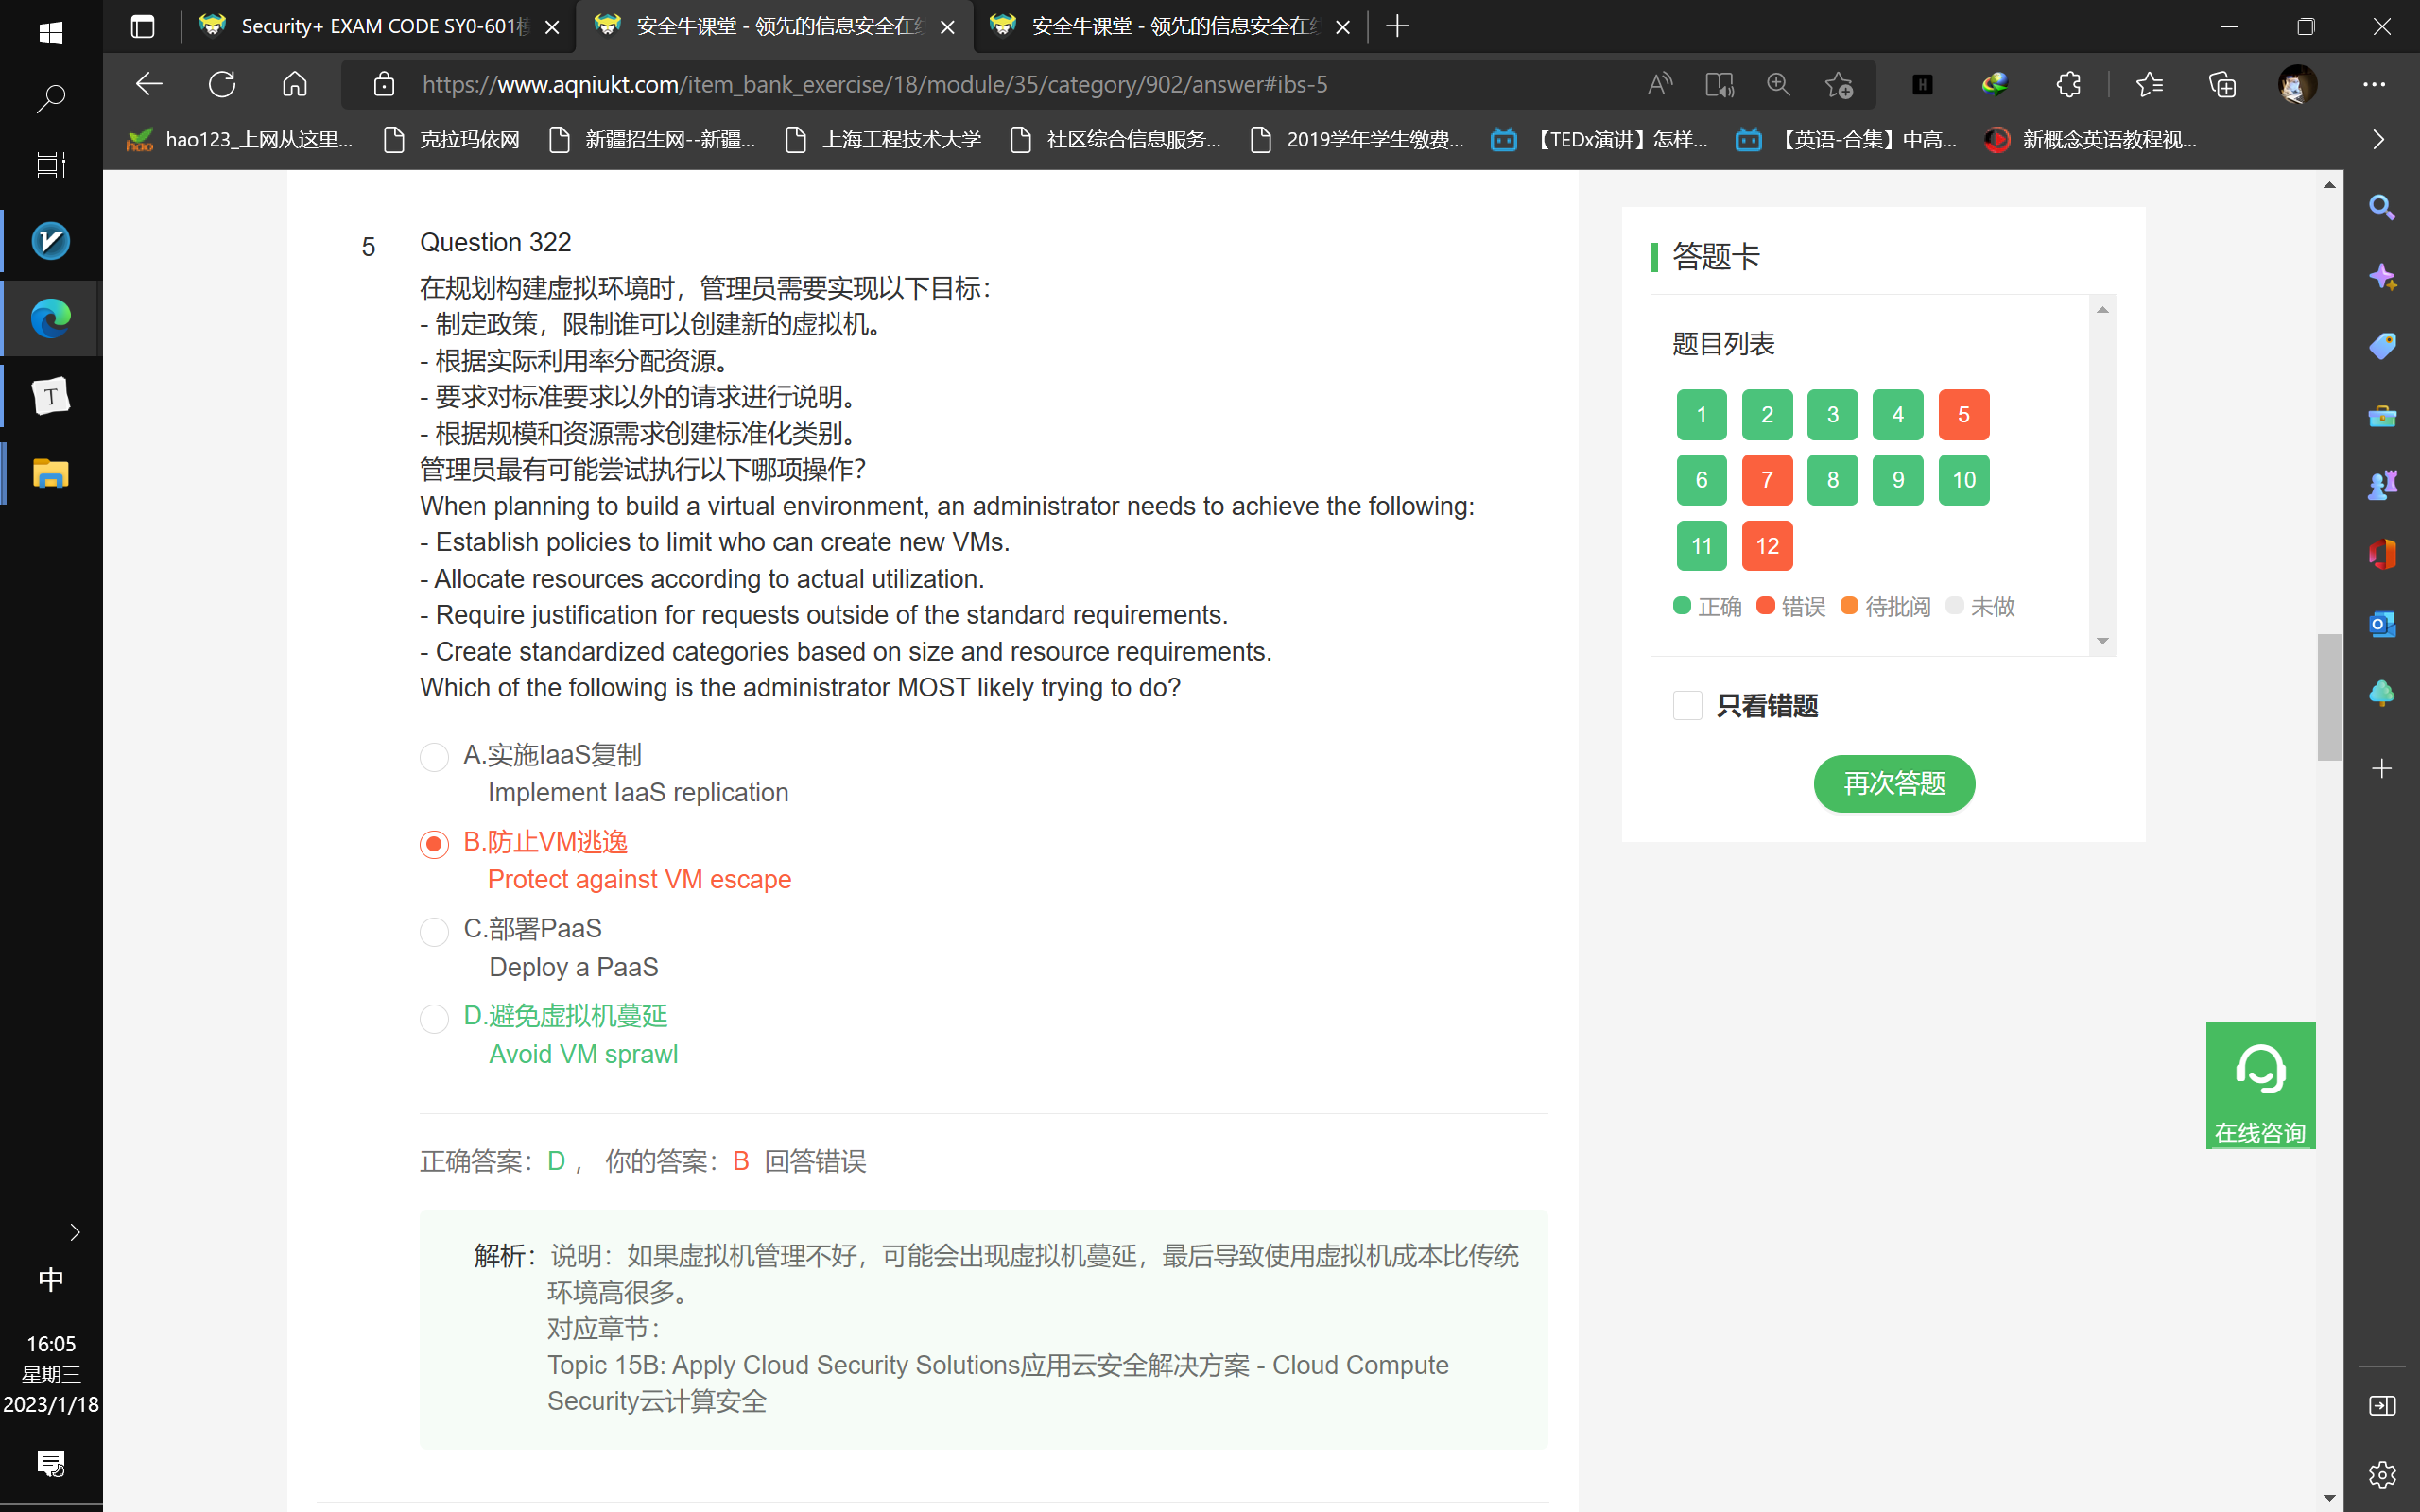 Security+ EXAM CODE SY0-601
安全牛课堂 - 领先的信息安全在
安全牛课堂 - 领先的信息安全在
https://www.aqniukt.com/item_bank_exercise/18/module/35/category/902/answer#ibs-5
hao123_上网从这里...
克拉玛依网
新疆招生网--新疆...
上海工程技术大学
社区综合信息服务...
2019学年学生缴费...
【TEDx演讲】怎样...
【英语-合集】中高...
新概念英语教程视...
5
Question 322
在规划构建虚拟环境时，管理员需要实现以下目标：
- 制定政策，限制谁可以创建新的虚拟机。
- 根据实际利用率分配资源。
- 要求对标准要求以外的请求进行说明。
- 根据规模和资源需求创建标准化类别。
管理员最有可能尝试执行以下哪项操作？
When planning to build a virtual environment, an administrator needs to achieve the following:
- Establish policies to limit who can create new VMs.
- Allocate resources according to actual utilization.
- Require justification for requests outside of the standard requirements.
- Create standardized categories based on size and resource requirements.
Which of the following is the administrator MOST likely trying to do?
A.实施IaaS复制
Implement IaaS replication
B.防止VM逃逸
Protect against VM escape
C.部署PaaS
Deploy a PaaS
D.避免虚拟机蔓延
Avoid VM sprawl
正确答案：D， 你的答案：B 回答错误
解析：说明：如果虚拟机管理不好，可能会出现虚拟机蔓延，最后导致使用虚拟机成本比传统
环境高很多。
对应章节：
Topic 15B: Apply Cloud Security Solutions应用云安全解决方案 - Cloud Compute
Security云计算安全
答题卡
题目列表
1 2 3 4 5
6 7 8 9 10
11 12
正确 错误 待批阅 未做
只看错题
再次答题
在线咨询
中
16:05
星期三
2023/1/18